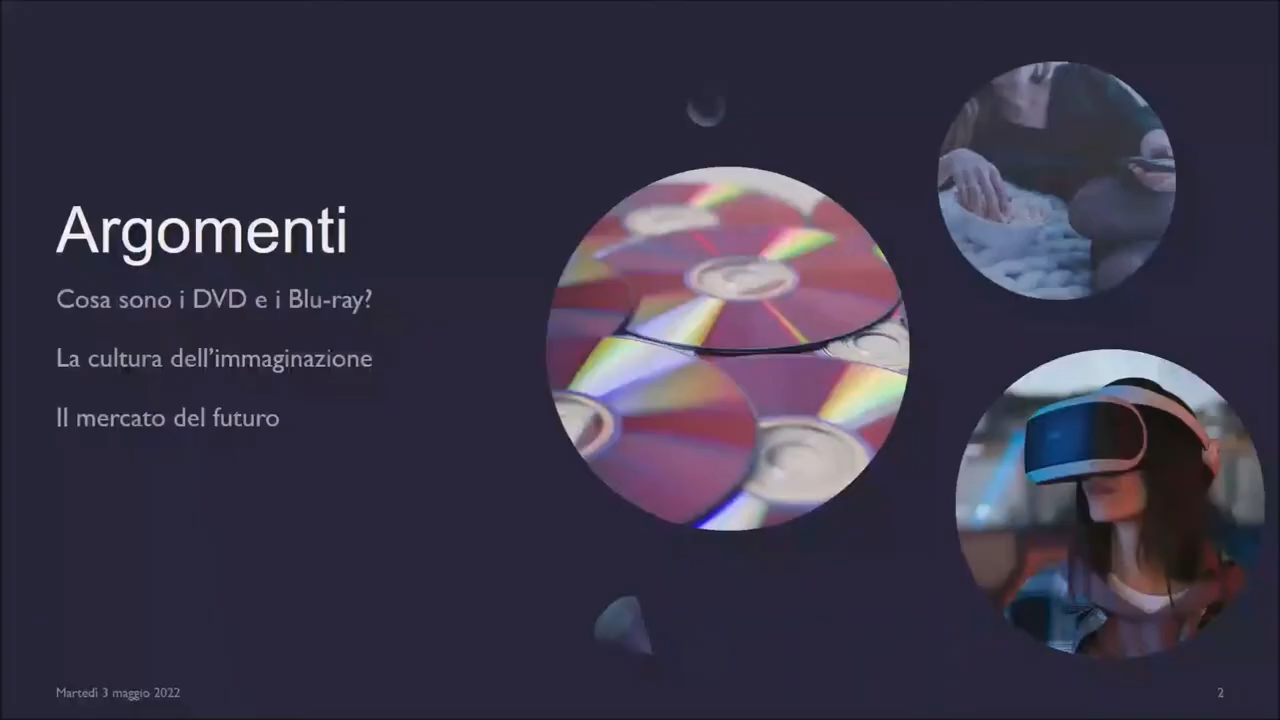 Argomenti
Cosa sono i DVD e i Blu-ray?
La cultura dell’immaginazione
Il mercato del futuro
Martedì 3 maggio 2022
2